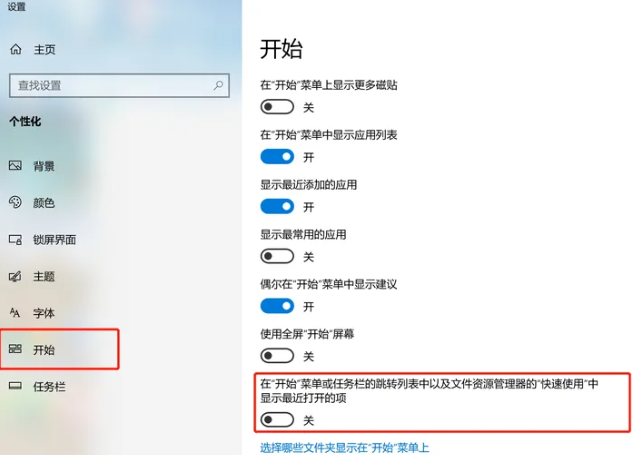 设置
主页
查找设置
个性化
背景
颜色
锁屏界面
主题
字体
开始
任务栏
开始
在"开始"菜单上显示更多磁贴
关
在"开始"菜单中显示应用列表
开
显示最近添加的应用
开
显示最常用的应用
关
偶尔在"开始"菜单中显示建议
开
使用全屏"开始"屏幕
关
在"开始"菜单或任务栏的跳转列表中以及文件资源管理器的"快速使用"中
显示最近打开的项
关
选择哪些文件夹显示在"开始"菜单上